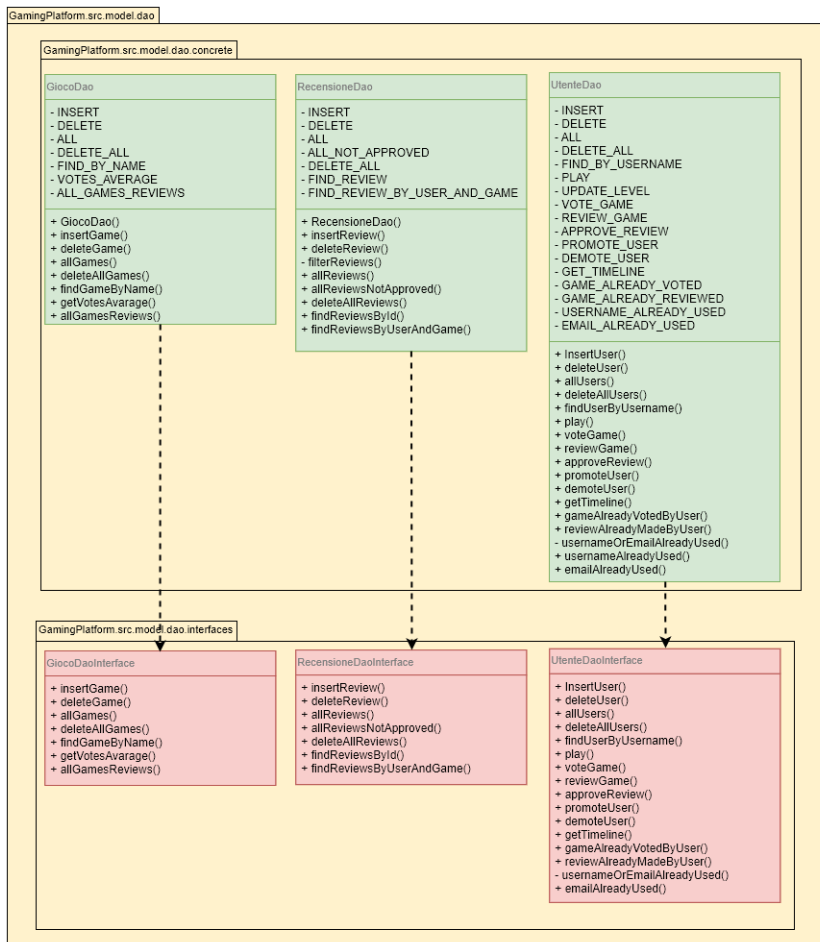 GamingPlatform.src.model.dao
GamingPlatform.src.model.dao.concrete
GiocoDao
- INSERT
- DELETE
- ALL
- DELETE_ALL
- FIND_BY_NAME
- VOTES_AVERAGE
- ALL_GAMES_REVIEWS
+ GiocoDao()
+ insertGame()
+ deleteGame()
+ allGames()
+ deleteAllGames()
+ findGameByName()
+ getVotesAvarage()
+ allGamesReviews()
RecensioneDao
- INSERT
- DELETE
- ALL
- ALL_NOT_APPROVED
- DELETE_ALL
- FIND_REVIEW
- FIND_REVIEW_BY_USER_AND_GAME
+ RecensioneDao()
+ insertReview()
+ deleteReview()
- filterReviews()
+ allReviews()
+ allReviewsNotApproved()
+ deleteAllReviews()
+ findReviewsById()
+ findReviewsByUserAndGame()
UtenteDao
- INSERT
- DELETE
- ALL
- DELETE_ALL
- FIND_BY_USERNAME
- PLAY
- UPDATE_LEVEL
- VOTE_GAME
- REVIEW_GAME
- APPROVE_REVIEW
- PROMOTE_USER
- DEMOTE_USER
- GET_TIMELINE
- GAME_ALREADY_VOTED
- GAME_ALREADY_REVIEWED
- USERNAME_ALREADY_USED
- EMAIL_ALREADY_USED
+ InsertUser()
+ deleteUser()
+ allUsers()
+ deleteAllUsers()
+ findUserByUsername()
+ play()
+ voteGame()
+ reviewGame()
+ approveReview()
+ promoteUser()
+ demoteUser()
+ getTimeline()
+ gameAlreadyVotedByUser()
+ reviewAlreadyMadeByUser()
- usernameOrEmailAlreadyUsed()
+ usernameAlreadyUsed()
+ emailAlreadyUsed()
GamingPlatform.src.model.dao.interfaces
GiocoDaoInterface
+ insertGame()
+ deleteGame()
+ allGames()
+ deleteAllGames()
+ findGameByName()
+ getVotesAvarage()
+ allGamesReviews()
RecensioneDaoInterface
+ insertReview()
+ deleteReview()
+ allReviews()
+ allReviewsNotApproved()
+ deleteAllReviews()
+ findReviewsById()
+ findReviewsByUserAndGame()
UtenteDaoInterface
+ InsertUser()
+ deleteUser()
+ allUsers()
+ deleteAllUsers()
+ findUserByUsername()
+ play()
+ voteGame()
+ reviewGame()
+ approveReview()
+ promoteUser()
+ demoteUser()
+ getTimeline()
+ gameAlreadyVotedByUser()
+ reviewAlreadyMadeByUser()
- usernameOrEmailAlreadyUsed()
+ emailAlreadyUsed()